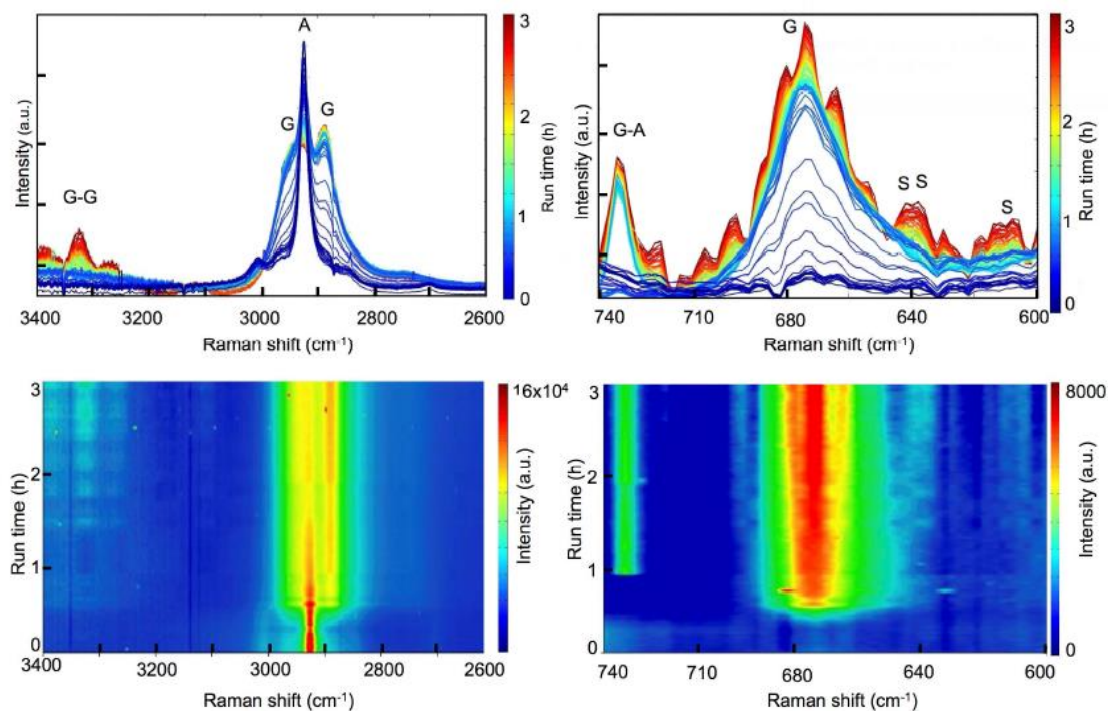 A
G
G
G-G
Intensity (a.u.)
3400 3200 3000 2800 2600
Raman shift (cm⁻¹)
3
2
1
0
Run time (h)
G
G-A
S S
S
Intensity (a.u.)
740 710 680 640 600
Raman shift (cm⁻¹)
3
2
1
0
Run time (h)
3
2
1
0
Run time (h)
3400 3200 3000 2800 2600
Raman shift (cm⁻¹)
16x10⁴
Intensity (a.u.)
0
3
2
1
0
Run time (h)
740 710 680 640 600
Raman shift (cm⁻¹)
8000
Intensity (a.u.)
0